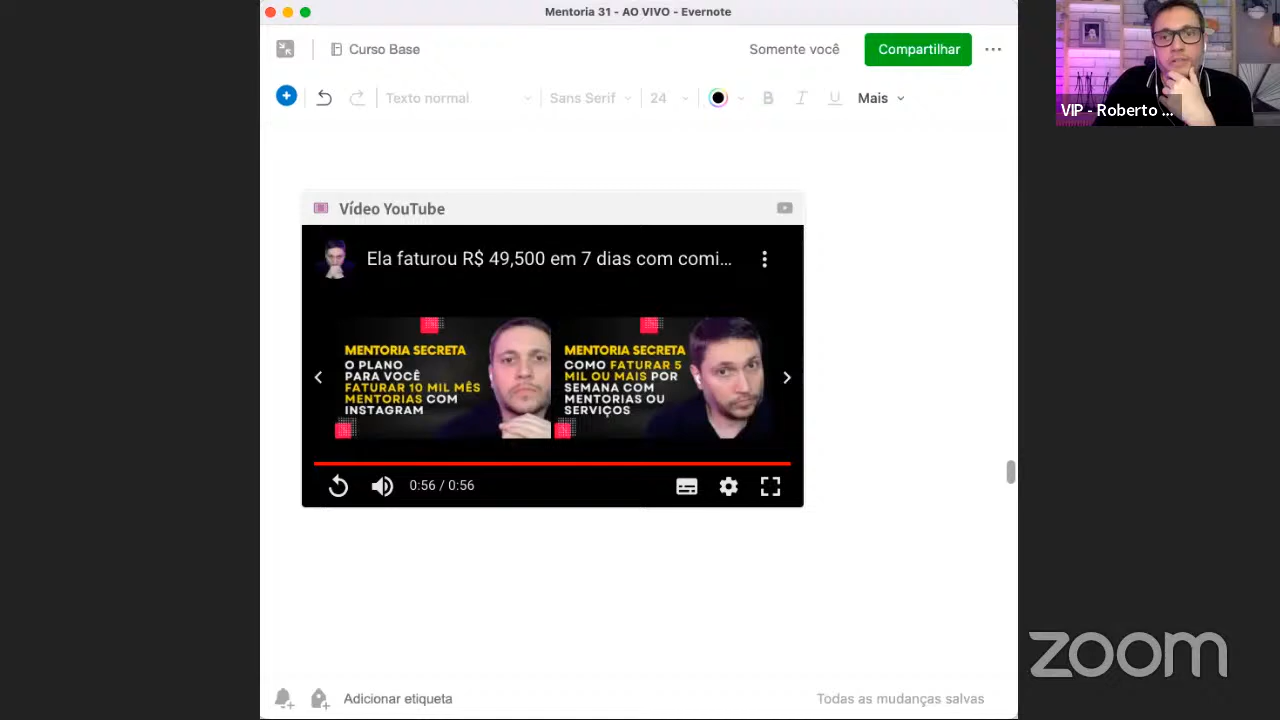 Mentoria 31 - AO VIVO - Evernote
Curso Base
Somente você
Compartilhar
Texto normal
Sans Serif
24
B
I
U
Mais
VIP - Roberto ...
Vídeo YouTube
Ela faturou R$ 49,500 em 7 dias com comi...
MENTORIA SECRETA
O PLANO
PARA VOCÊ
FATURAR 10 MIL MÊS
MENTORIAS COM
INSTAGRAM
MENTORIA SECRETA
COMO FATURAR 5
MIL OU MAIS POR
SEMANA COM
MENTORIAS OU
SERVIÇOS
0:56 / 0:56
Adicionar etiqueta
Todas as mudanças salvas
zoom